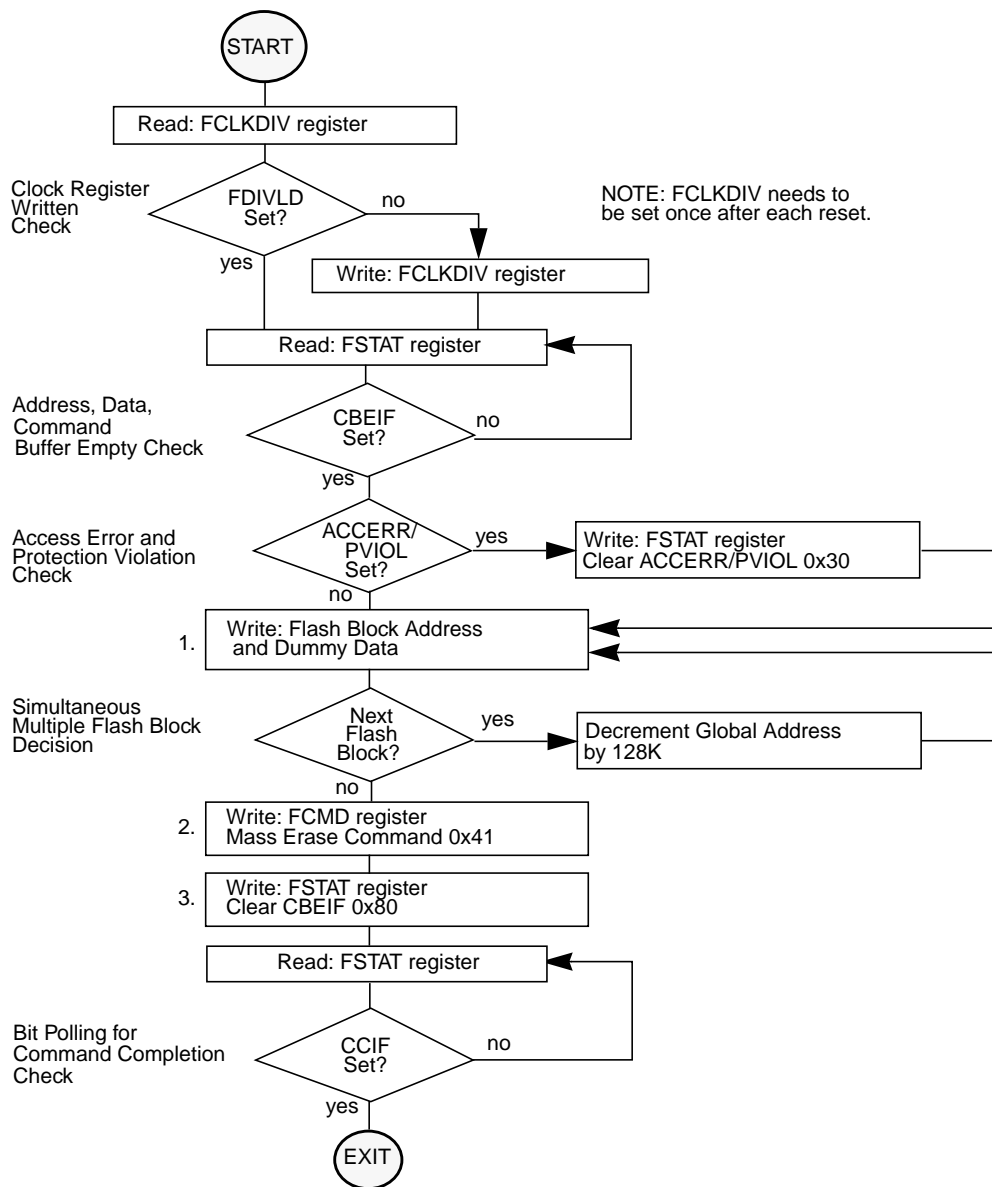 START
Read: FCLKDIV register
Clock Register
Written
Check
FDIVLD
Set?
no
yes
NOTE: FCLKDIV needs to
be set once after each reset.
Write: FCLKDIV register
Read: FSTAT register
Address, Data,
Command
Buffer Empty Check
CBEIF
Set?
no
yes
Access Error and
Protection Violation
Check
ACCERR/
PVIOL
Set?
yes
no
Write: FSTAT register
Clear ACCERR/PVIOL 0x30
1.
Write: Flash Block Address
and Dummy Data
Simultaneous
Multiple Flash Block
Decision
Next
Flash
Block?
yes
no
Decrement Global Address
by 128K
2.
Write: FCMD register
Mass Erase Command 0x41
3.
Write: FSTAT register
Clear CBEIF 0x80
Read: FSTAT register
Bit Polling for
Command Completion
Check
CCIF
Set?
no
yes
EXIT